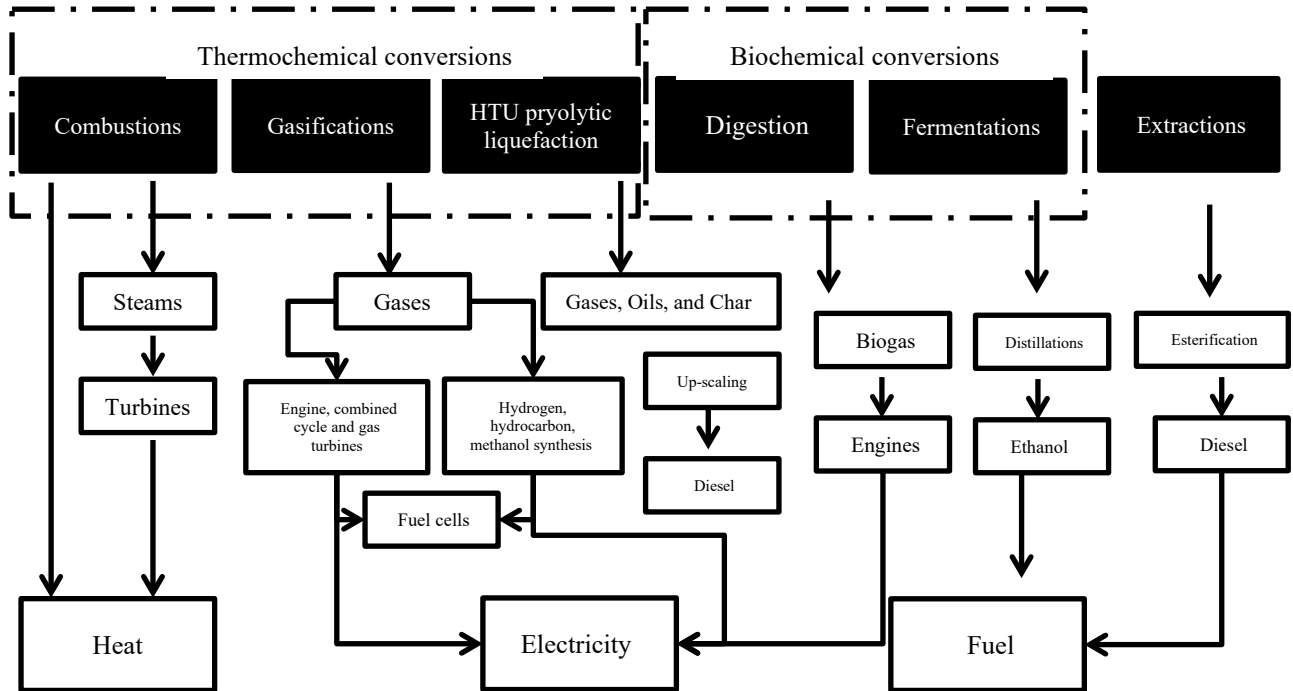 Thermochemical conversions
Biochemical conversions
Combustions
Gasifications
HTU pryolytic
liquefaction
Digestion
Fermentations
Extractions
Steams
Gases
Gases, Oils, and Char
Biogas
Distillations
Esterification
Turbines
Engine, combined
cycle and gas
turbines
Hydrogen,
hydrocarbon,
methanol synthesis
Up-scaling
Engines
Ethanol
Diesel
Diesel
Fuel cells
Heat
Electricity
Fuel